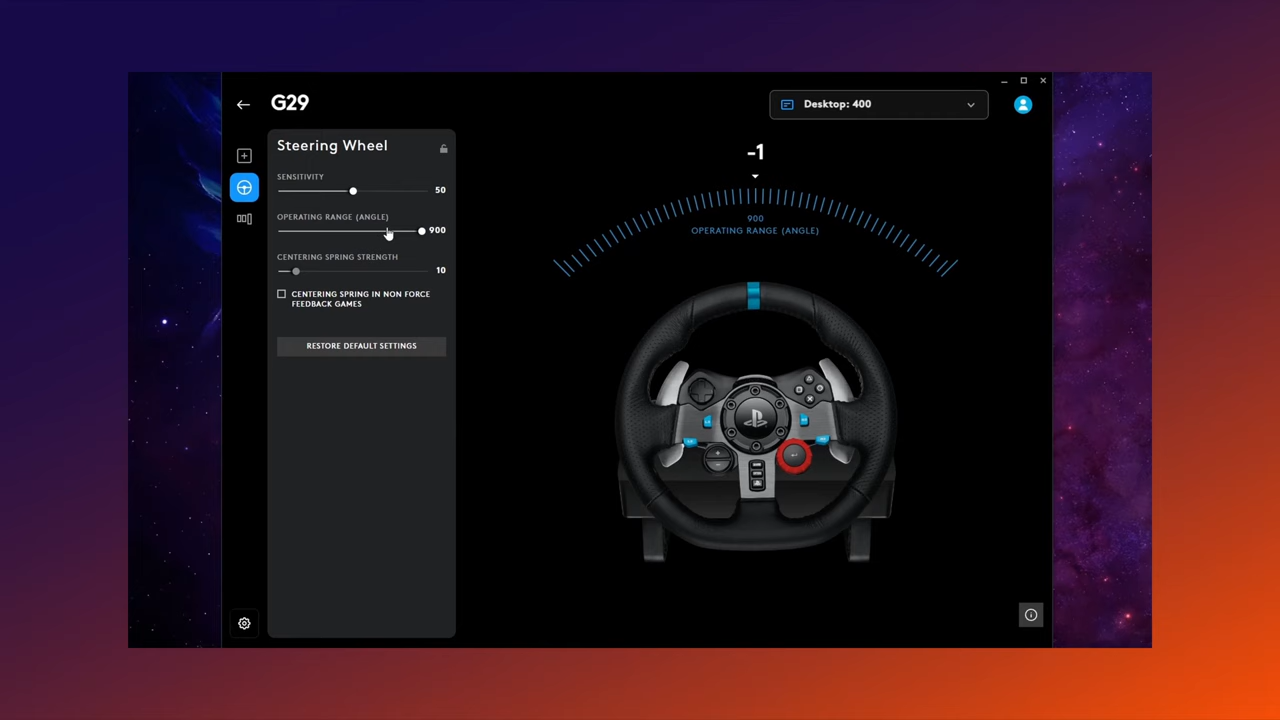 G29
Desktop: 400
Steering Wheel
SENSITIVITY
50
OPERATING RANGE (ANGLE)
900
CENTERING SPRING STRENGTH
10
CENTERING SPRING IN NON FORCE
FEEDBACK GAMES
RESTORE DEFAULT SETTINGS
-1
900
OPERATING RANGE (ANGLE)